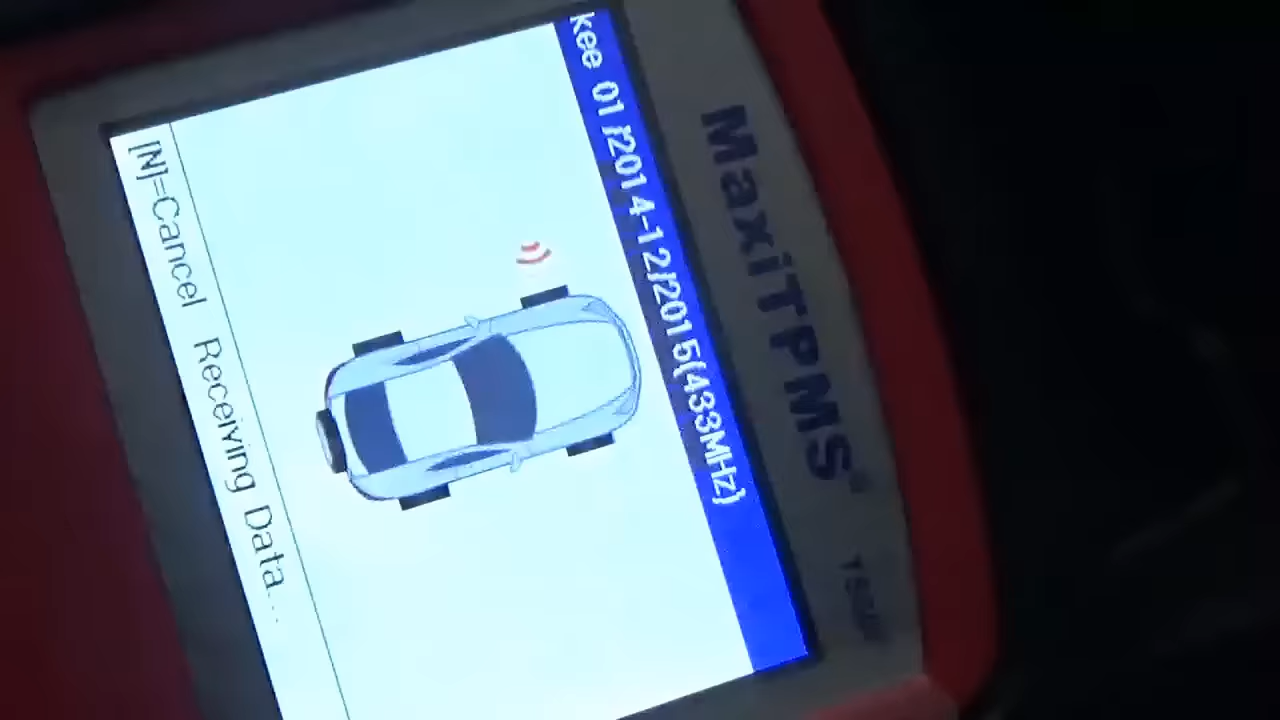 MaxiTPMS
kee 01/2014-12/2015(433MHz)
[N]=Cancel Receiving Data...